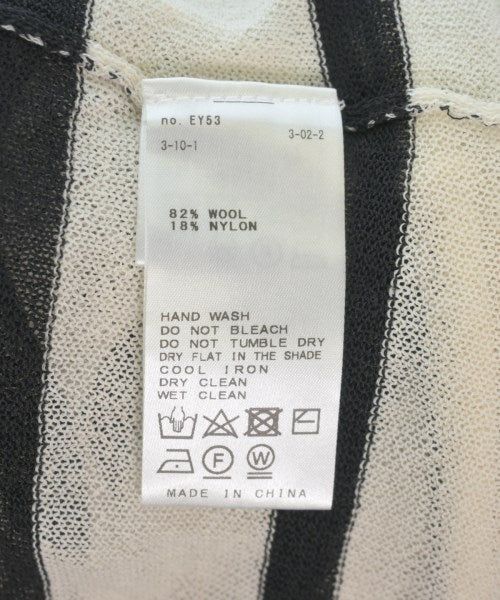 no. EY53
3-02-2
3-10-1
82% WOOL
18% NYLON
HAND WASH
DO NOT BLEACH
DO NOT TUMBLE DRY
DRY FLAT IN THE SHADE
COOL IRON
DRY CLEAN
WET CLEAN
F W
MADE IN CHINA